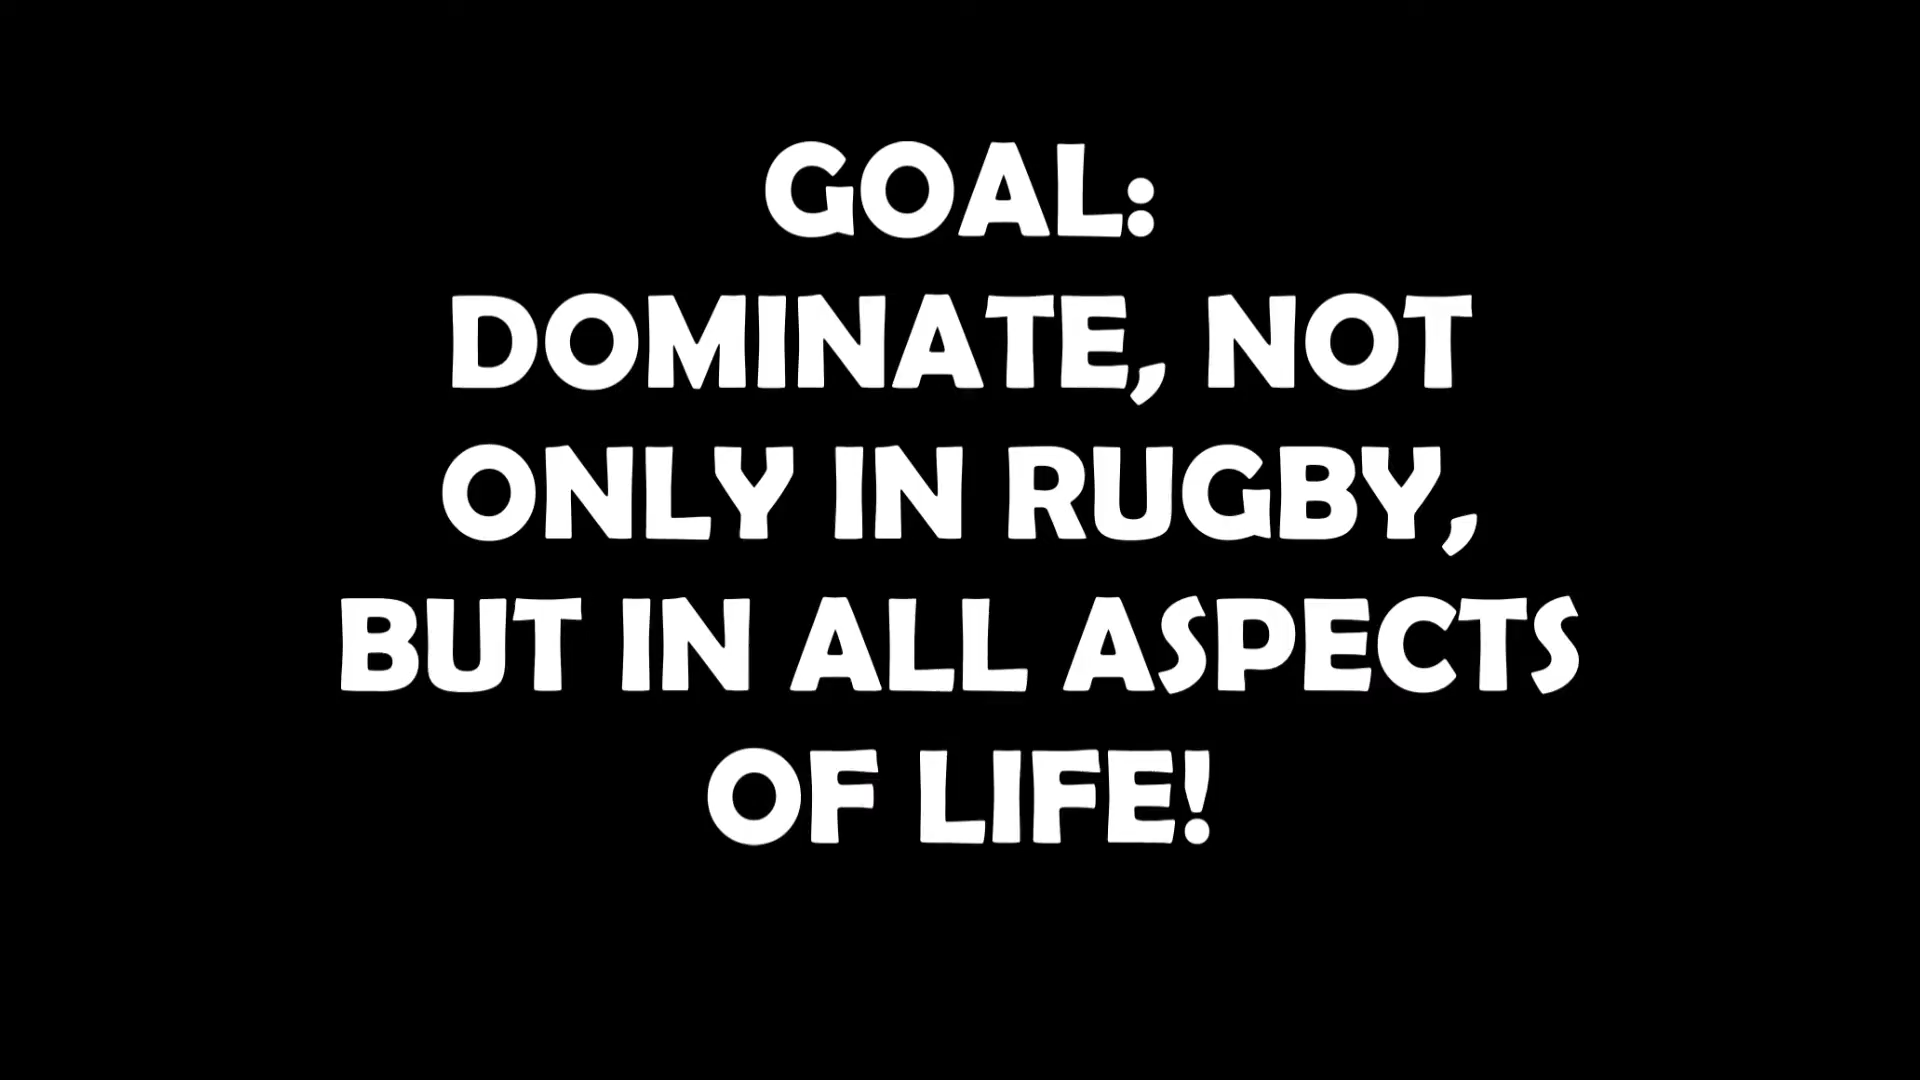 GOAL:
DOMINATE, NOT
ONLY IN RUGBY,
BUT IN ALL ASPECTS
OF LIFE!